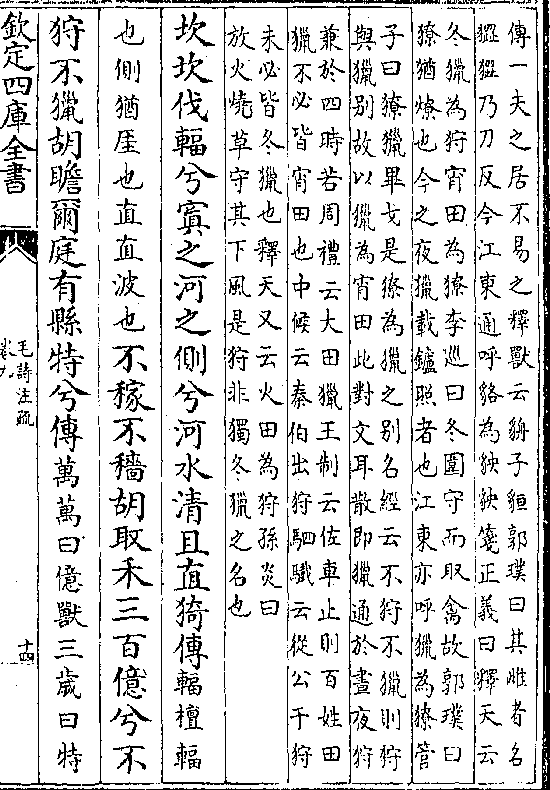 傳一夫之居不易之釋獸云貈子貆郭璞曰其雌者名
乃刀反今江東通呼貉為箋正義曰釋天云
冬獵為狩宵田為獠李巡曰冬圍守而取禽故郭璞曰
獠猶燎也今之夜獵載鑪照者也江東亦呼獵為獠管
子曰獠獵畢弋是獠為獵之別名經云不狩不獵則狩
與獵別故以獵為宵田此對文耳散即獵通於晝夜狩
兼於四時若周禮云大田獵王制云佐車止則百姓田
獵不必皆宵田也中候云秦伯出狩駟驖云從公于狩
未必皆冬獵也釋天又云火田為狩孫炎曰
放火燒草守其下風是狩非獨冬獵之名也
坎坎伐輻兮寘之河之側兮河水清且直猗傳輻檀輻
也側猶厓也直直波也不稼不穡胡取禾三百億兮不
狩不獵胡瞻爾庭有縣特兮傳萬萬曰億獸三歲曰特
欽定四庫全書
毛詩注疏
卷九
十四